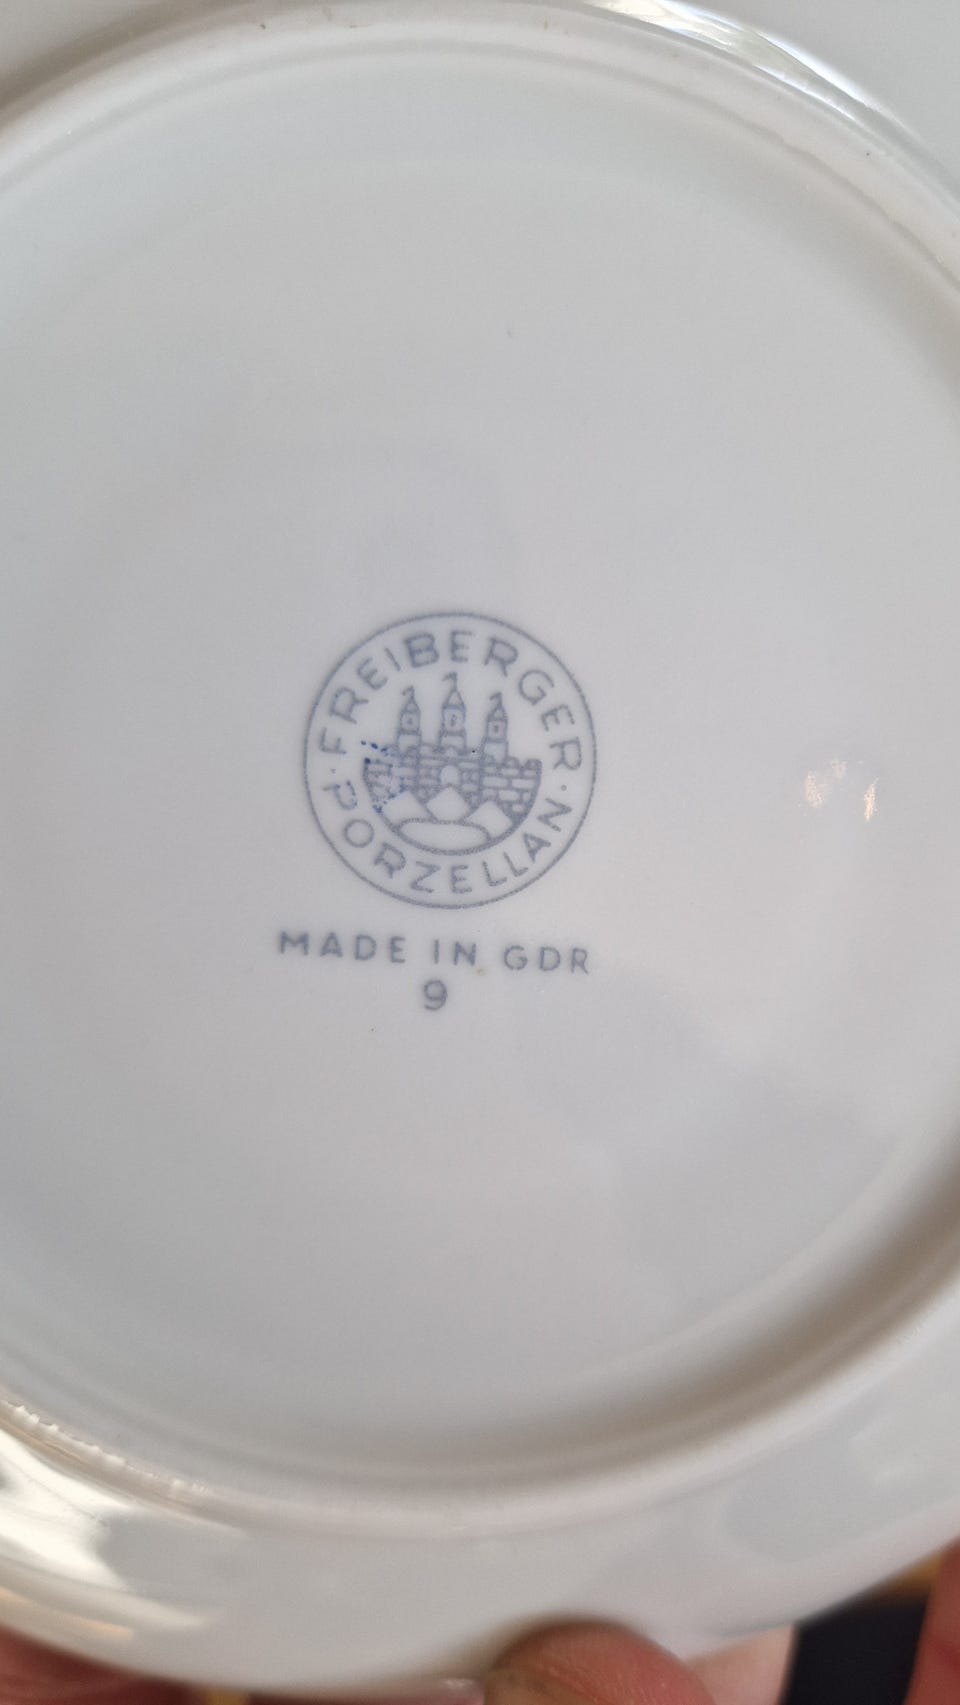 FREIBERGER
PORZELLAN
MADE IN GDR
9